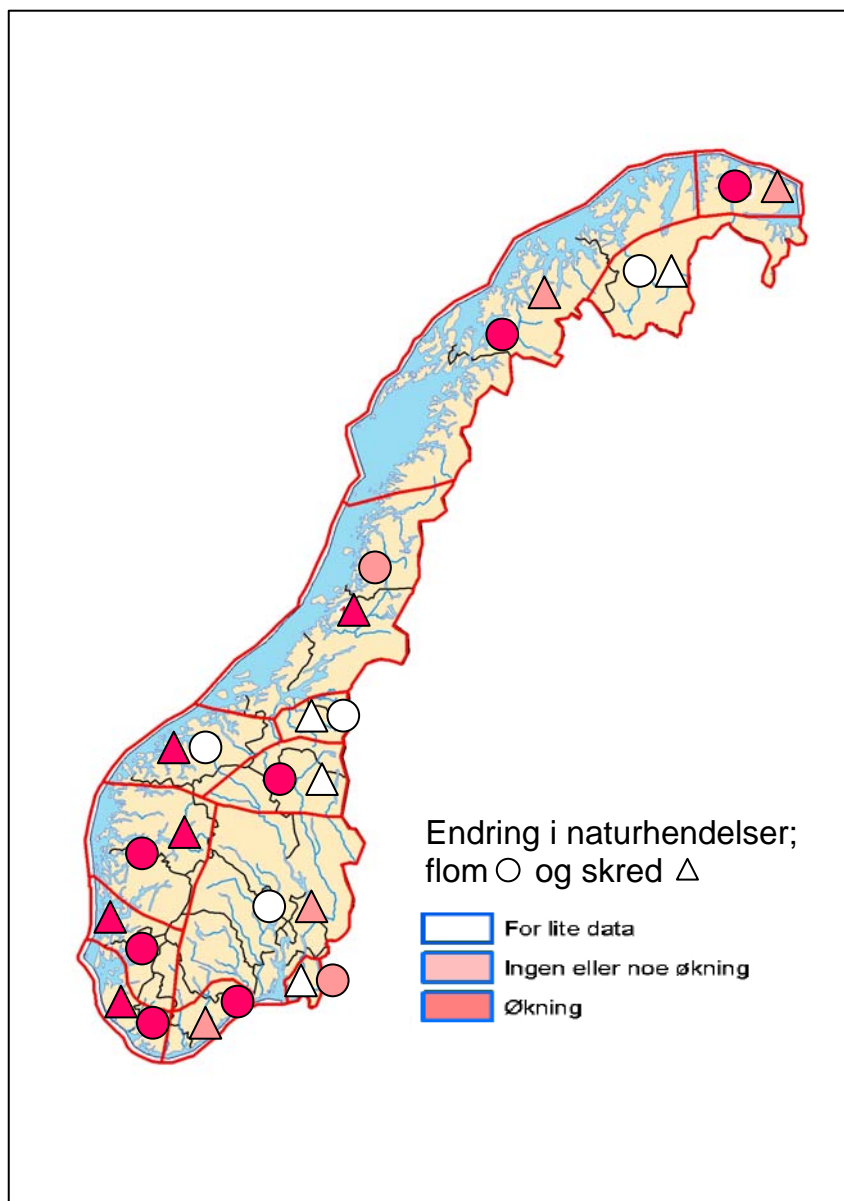 Endring i naturhendelser;
flom ○ og skred △
For lite data
Ingen eller noe økning
Økning